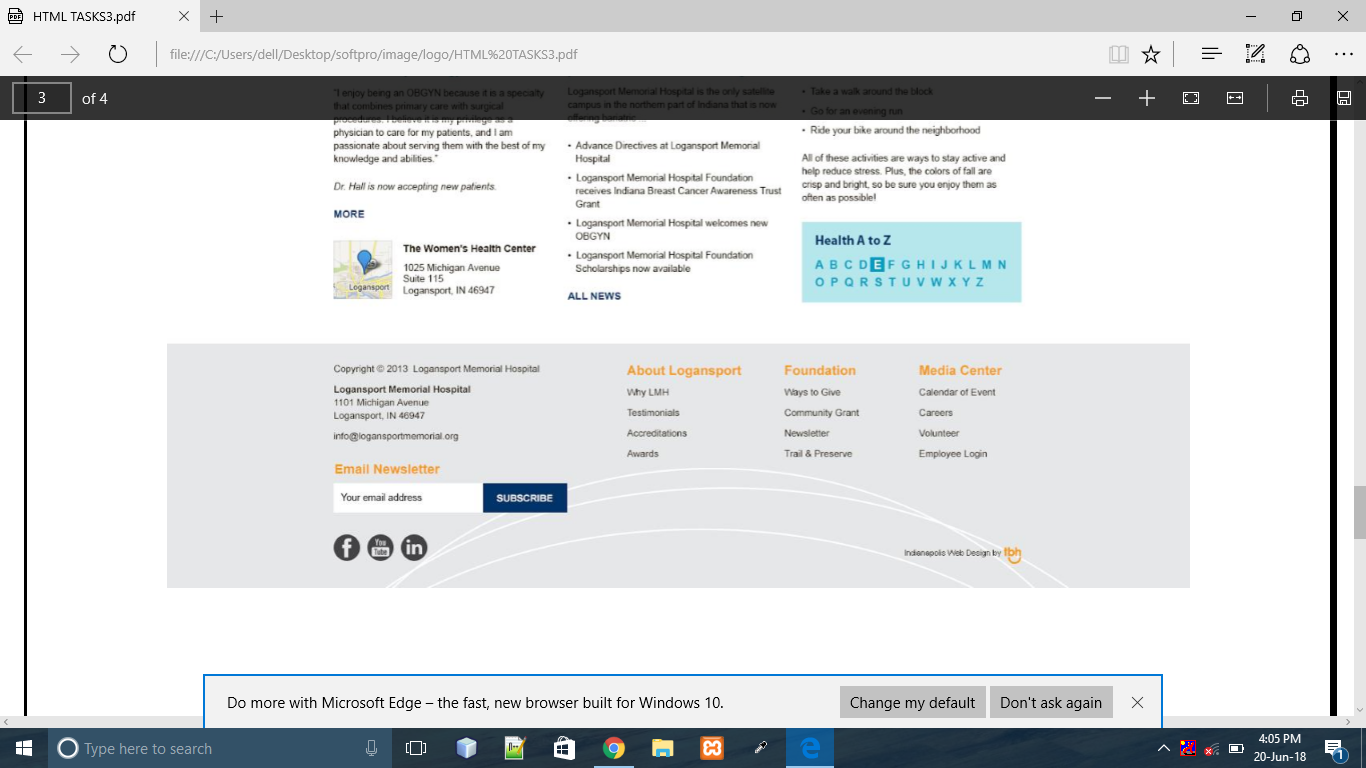 HTML TASKS3.pdf
file:///C:/Users/dell/Desktop/softpro/image/logo/HTML%20TASKS3.pdf
3 of 4
"I enjoy being an OBGYN because it is a specialty
that combines primary care with surgical
procedures. I believe it is my privilege as a
physician to care for my patients, and I am
passionate about serving them with the best of my
knowledge and abilities."
Dr. Hall is now accepting new patients.
MORE
Logansport
The Women's Health Center
1025 Michigan Avenue
Suite 115
Logansport, IN 46947
Logansport Memorial Hospital is the only satellite
campus in the northern part of Indiana that is now
offering bariatric ...
• Advance Directives at Logansport Memorial
Hospital
• Logansport Memorial Hospital Foundation
receives Indiana Breast Cancer Awareness Trust
Grant
• Logansport Memorial Hospital welcomes new
OBGYN
• Logansport Memorial Hospital Foundation
Scholarships now available
ALL NEWS
• Take a walk around the block
• Go for an evening run
• Ride your bike around the neighborhood
All of these activities are ways to stay active and
help reduce stress. Plus, the colors of fall are
crisp and bright, so be sure you enjoy them as
often as possible!
Health A to Z
A B C D E F G H I J K L M N
O P Q R S T U V W X Y Z
Copyright © 2013 Logansport Memorial Hospital
Logansport Memorial Hospital
1101 Michigan Avenue
Logansport, IN 46947
info@logansportmemorial.org
Email Newsletter
Your email address
SUBSCRIBE
You
Tube
in
About Logansport
Why LMH
Testimonials
Accreditations
Awards
Foundation
Ways to Give
Community Grant
Newsletter
Trail & Preserve
Media Center
Calendar of Event
Careers
Volunteer
Employee Login
Indianapolis Web Design by tbh
Do more with Microsoft Edge – the fast, new browser built for Windows 10.
Change my default
Don't ask again
Type here to search
4:05 PM
20-Jun-18
1